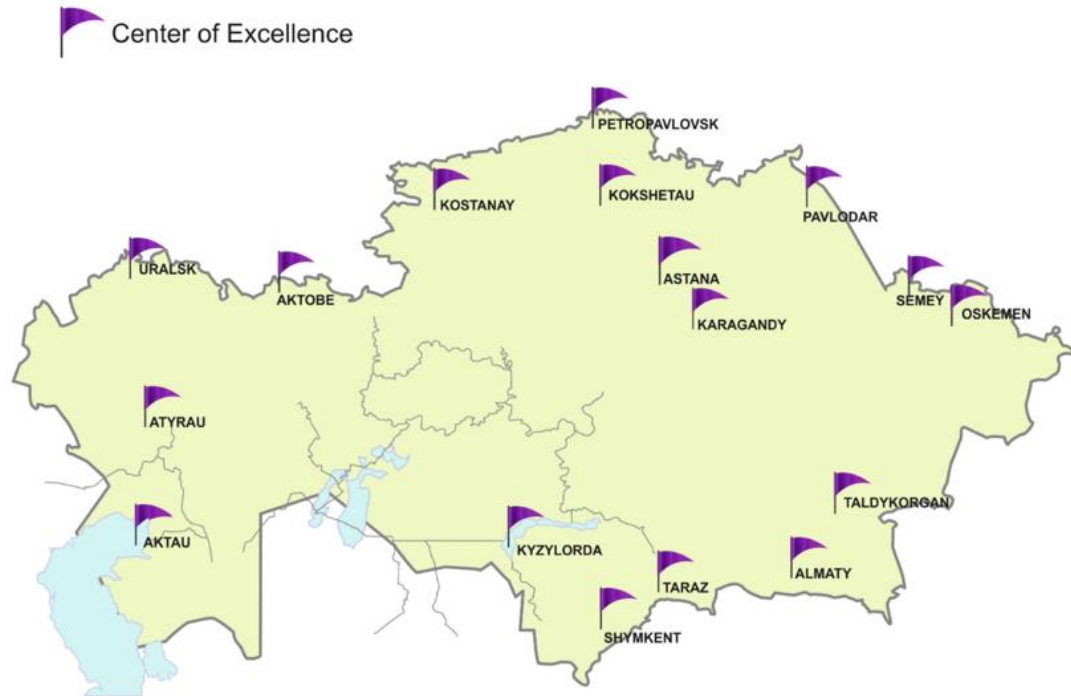 Center of Excellence
PETROPAVLOVSK
KOSTANAY
KOKSHETAU
PAVLODAR
URALSK
AKTOBE
ASTANA
SEMEY
OSKEMEN
KARAGANDY
ATYRAU
TALDYKORGAN
AKTAU
KYZYLORDA
ALMATY
TARAZ
SHYMKENT